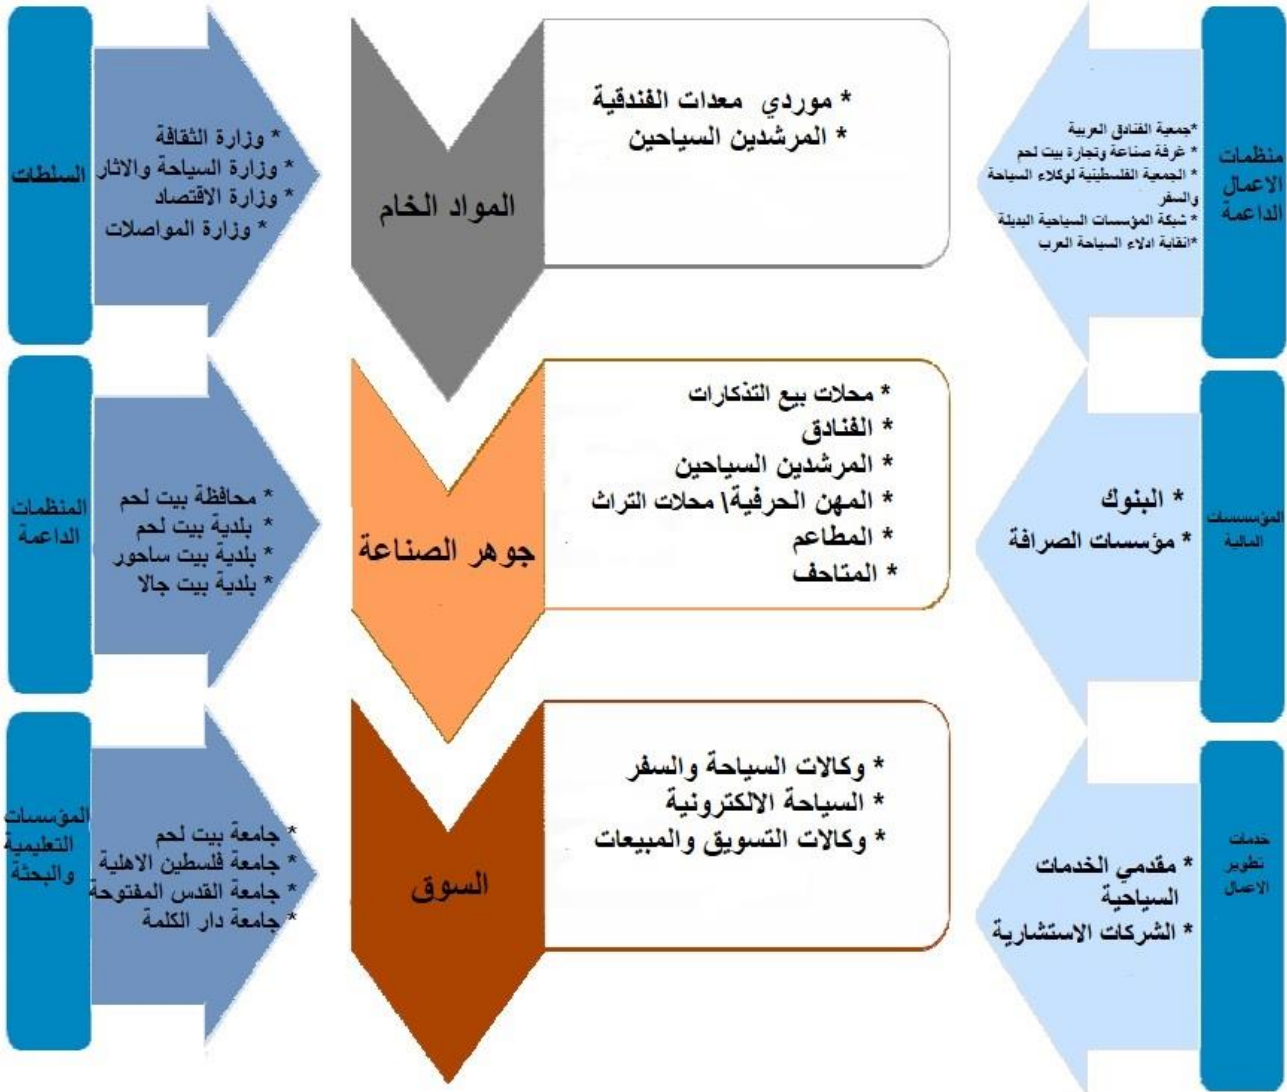 منظمات
الاعمال
الداعمة
*جمعية الفنادق العربية
* غرفة صناعة وتجارة بيت لحم
* الجمعية الفلسطينية لوكلاء السياحة
والسفر
* شبكة المؤسسات السياحية البديلة
*انقابة ادلاء السياحة العرب
* موردي معدات الفندقية
* المرشدين السياحين
المواد الخام
* وزارة الثقافة
* وزارة السياحة والاثار
* وزارة الاقتصاد
* وزارة المواصلات
السلطات
المؤسسسات
المالية
* البنوك
* مؤسسات الصرافة
* محلات بيع التذكارات
* الفنادق
* المرشدين السياحين
* المهن الحرفية\ محلات التراث
* المطاعم
* المتاحف
جوهر الصناعة
* محافظة بيت لحم
* بلدية بيت لحم
* بلدية بيت ساحور
* بلدية بيت جالا
المنظمات
الداعمة
خدمات
تطوير
الاعمال
* مقدمي الخدمات
السياحية
* الشركات الاستشارية
* وكالات السياحة والسفر
* السياحة الالكترونية
* وكالات التسويق والمبيعات
السوق
* جامعة بيت لحم
* جامعة فلسطين الاهلية
* جامعة القدس المفتوحة
* جامعة دار الكلمة
المؤسسات
التعليمية
والبحثة